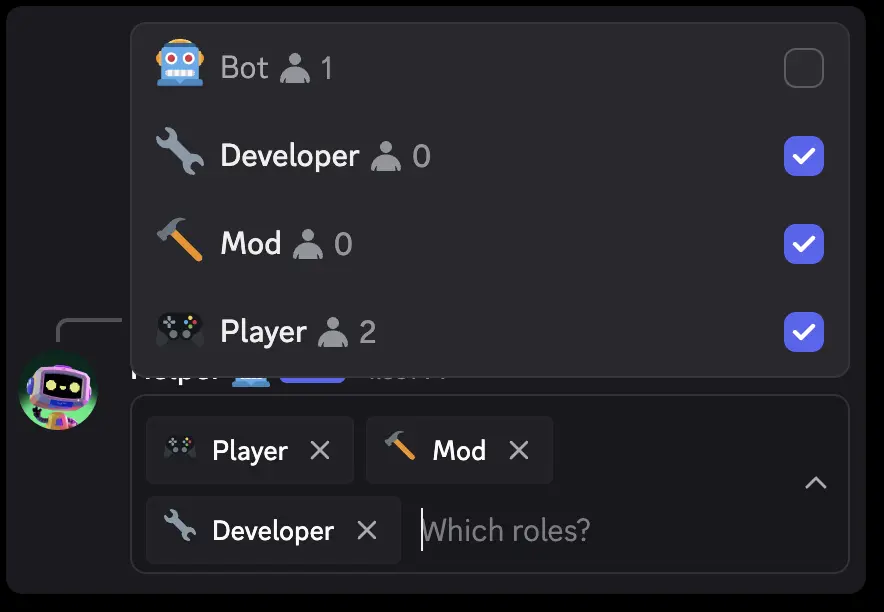 Bot 1
Developer 0
Mod 0
Player 2
Player
Mod
Developer Which roles?